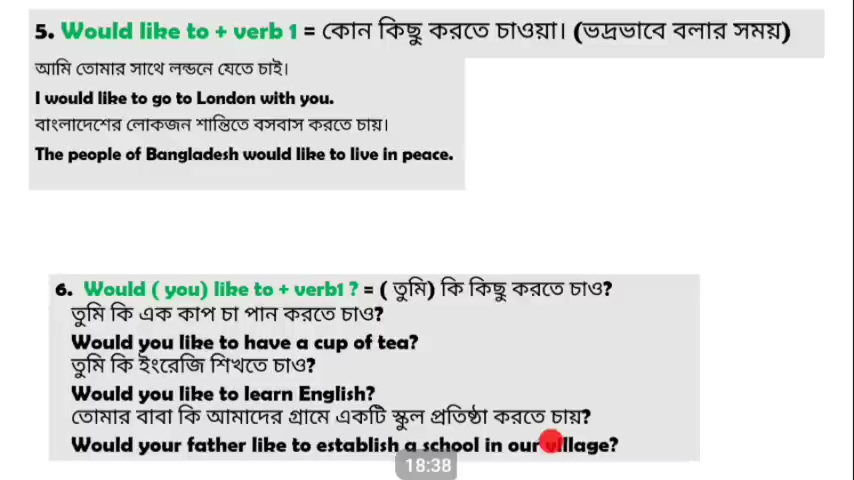 5. Would like to + verb 1 = কোন কিছু করতে চাওয়া। (ভদ্রভাবে বলার সময়)
আমি তোমার সাথে লন্ডনে যেতে চাই।
I would like to go to London with you.
বাংলাদেশের লোকজন শান্তিতে বসবাস করতে চায়।
The people of Bangladesh would like to live in peace.
6. Would ( you) like to + verb1 ? = ( তুমি) কি কিছু করতে চাও?
তুমি কি এক কাপ চা পান করতে চাও?
Would you like to have a cup of tea?
তুমি কি ইংরেজি শিখতে চাও?
Would you like to learn English?
তোমার বাবা কি আমাদের গ্রামে একটি স্কুল প্রতিষ্ঠা করতে চায়?
Would your father like to establish a school in our village?
18:38